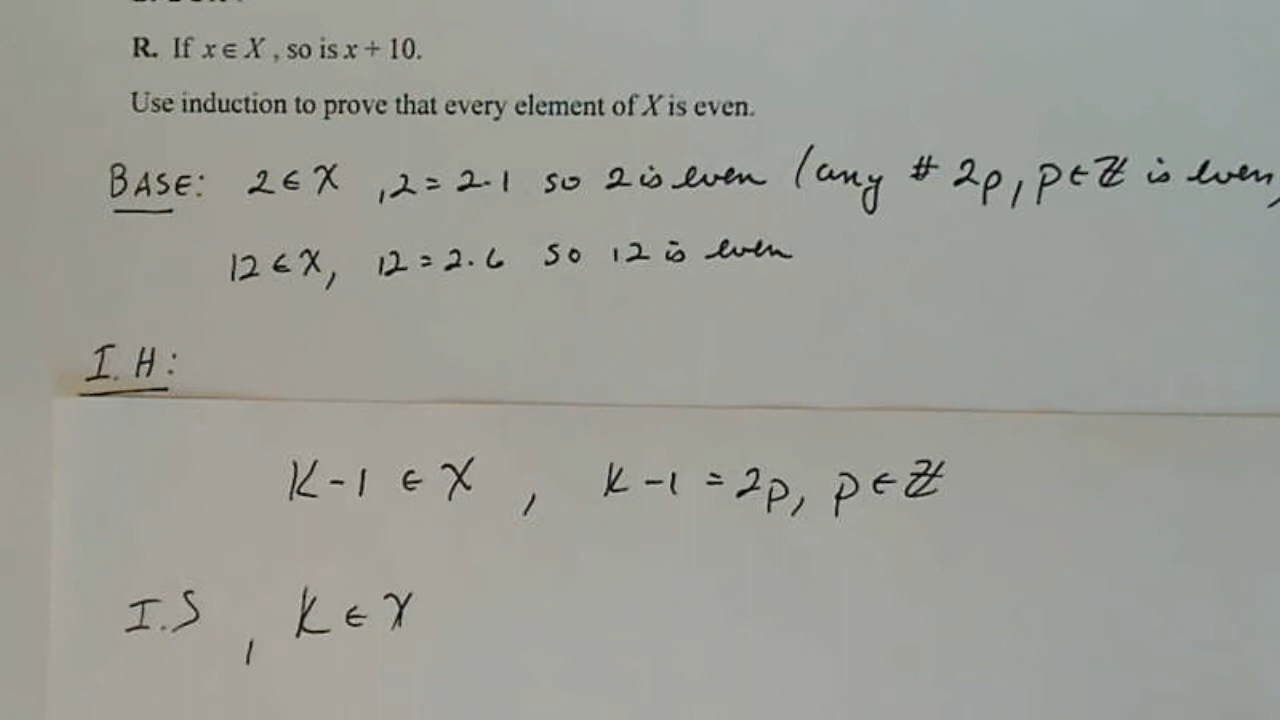 R. If x ∈ X , so is x + 10.
Use induction to prove that every element of X is even.
BASE: 2 ∈ X , 2 = 2·1 so 2 is even (any # 2p, p ∈ ℤ is even)
12 ∈ X, 12 = 2·6 so 12 is even
I.H:
K-1 ∈ X , K-1 = 2p, p ∈ ℤ
I.S , K ∈ X